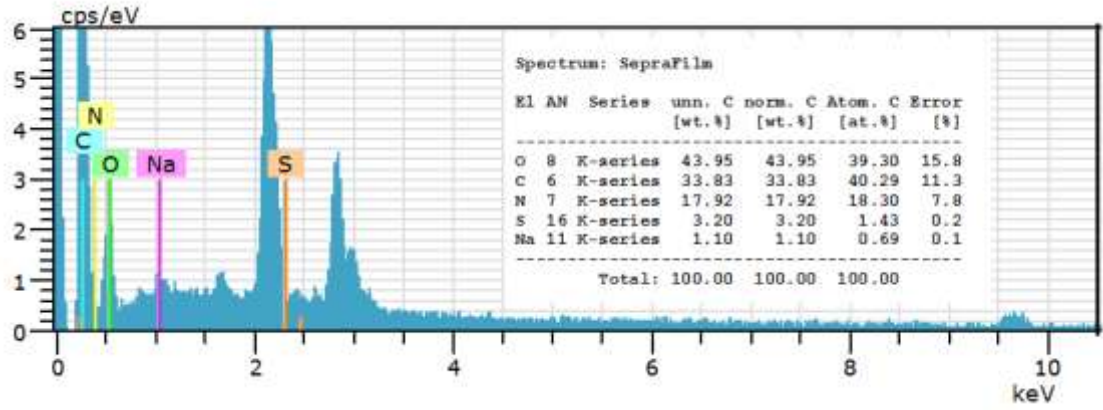 cps/eV
6
5
4
3
2
1
0
N
C
O
Na
S
Spectrum: SepraFilm
El AN Series unn. C norm. C Atom. C Error
[wt.%] [wt.%] [at.%] [%]
O 8 K-series 43.95 43.95 39.30 15.8
C 6 K-series 33.83 33.83 40.29 11.3
N 7 K-series 17.92 17.92 18.30 7.8
S 16 K-series 3.20 3.20 1.43 0.2
Na 11 K-series 1.10 1.10 0.69 0.1
Total: 100.00 100.00 100.00
0 2 4 6 8 10
keV